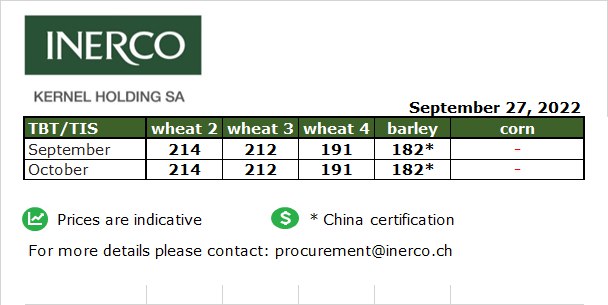 INERCO
KERNEL HOLDING SA
September 27, 2022
TBT/TIS wheat 2 wheat 3 wheat 4 barley corn
September 214 212 191 182* -
October 214 212 191 182* -
Prices are indicative $ * China certification
For more details please contact: procurement@inerco.ch